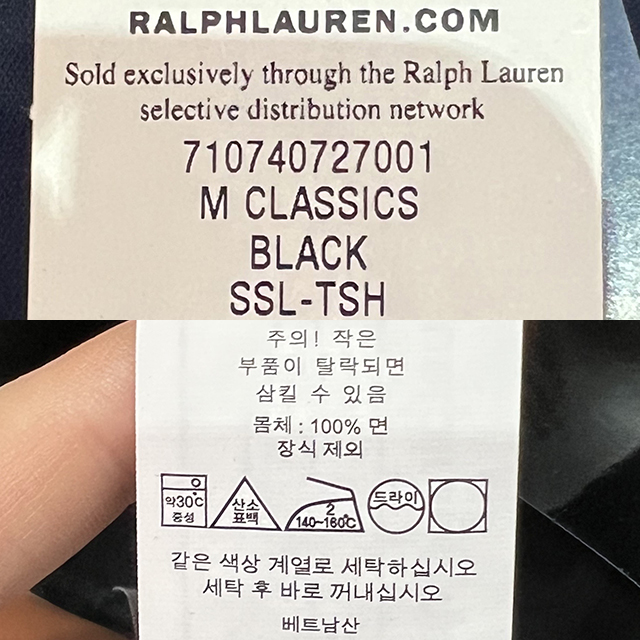 RALPHLAUREN.COM
Sold exclusively through the Ralph Lauren
selective distribution network
710740727001
M CLASSICS
BLACK
SSL-TSH
주의! 작은
부품이 탈락되면
삼킬 수 있음
몸체 : 100% 면
장식 제외
약30℃
중성
산소
표백
2
140~160℃
드라이
같은 색상 계열로 세탁하십시오
세탁 후 바로 꺼내십시오
베트남산